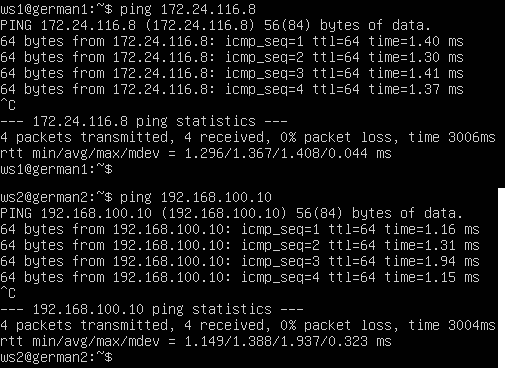 ws1@german1:~$ ping 172.24.116.8
PING 172.24.116.8 (172.24.116.8) 56(84) bytes of data.
64 bytes from 172.24.116.8: icmp_seq=1 ttl=64 time=1.40 ms
64 bytes from 172.24.116.8: icmp_seq=2 ttl=64 time=1.30 ms
64 bytes from 172.24.116.8: icmp_seq=3 ttl=64 time=1.41 ms
64 bytes from 172.24.116.8: icmp_seq=4 ttl=64 time=1.37 ms
^C
--- 172.24.116.8 ping statistics ---
4 packets transmitted, 4 received, 0% packet loss, time 3006ms
rtt min/avg/max/mdev = 1.296/1.367/1.408/0.044 ms
ws1@german1:~$
ws2@german2:~$ ping 192.168.100.10
PING 192.168.100.10 (192.168.100.10) 56(84) bytes of data.
64 bytes from 192.168.100.10: icmp_seq=1 ttl=64 time=1.16 ms
64 bytes from 192.168.100.10: icmp_seq=2 ttl=64 time=1.31 ms
64 bytes from 192.168.100.10: icmp_seq=3 ttl=64 time=1.94 ms
64 bytes from 192.168.100.10: icmp_seq=4 ttl=64 time=1.15 ms
^C
--- 192.168.100.10 ping statistics ---
4 packets transmitted, 4 received, 0% packet loss, time 3004ms
rtt min/avg/max/mdev = 1.149/1.388/1.937/0.323 ms
ws2@german2:~$